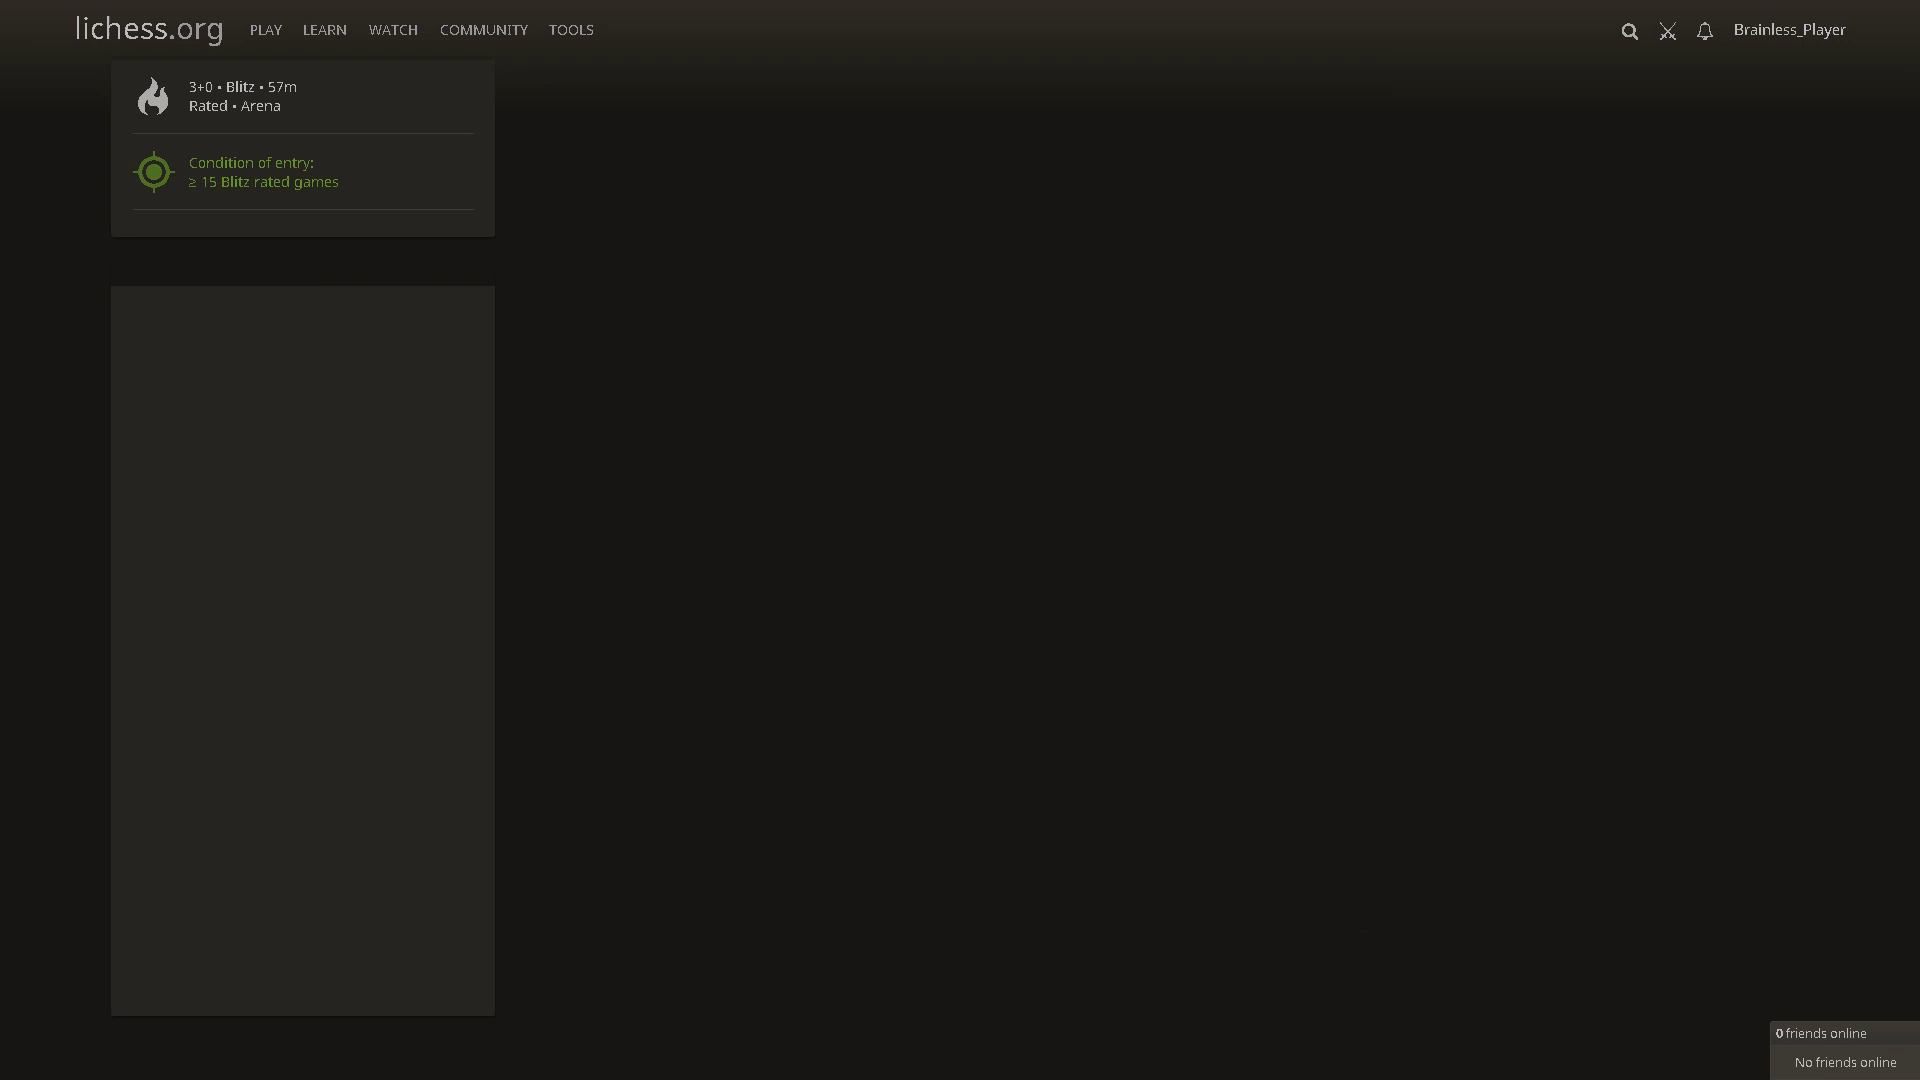 lichess.org PLAY LEARN WATCH COMMUNITY TOOLS Brainless_Player
3+0 • Blitz • 57m
Rated • Arena
Condition of entry:
≥ 15 Blitz rated games
0 friends online
No friends online